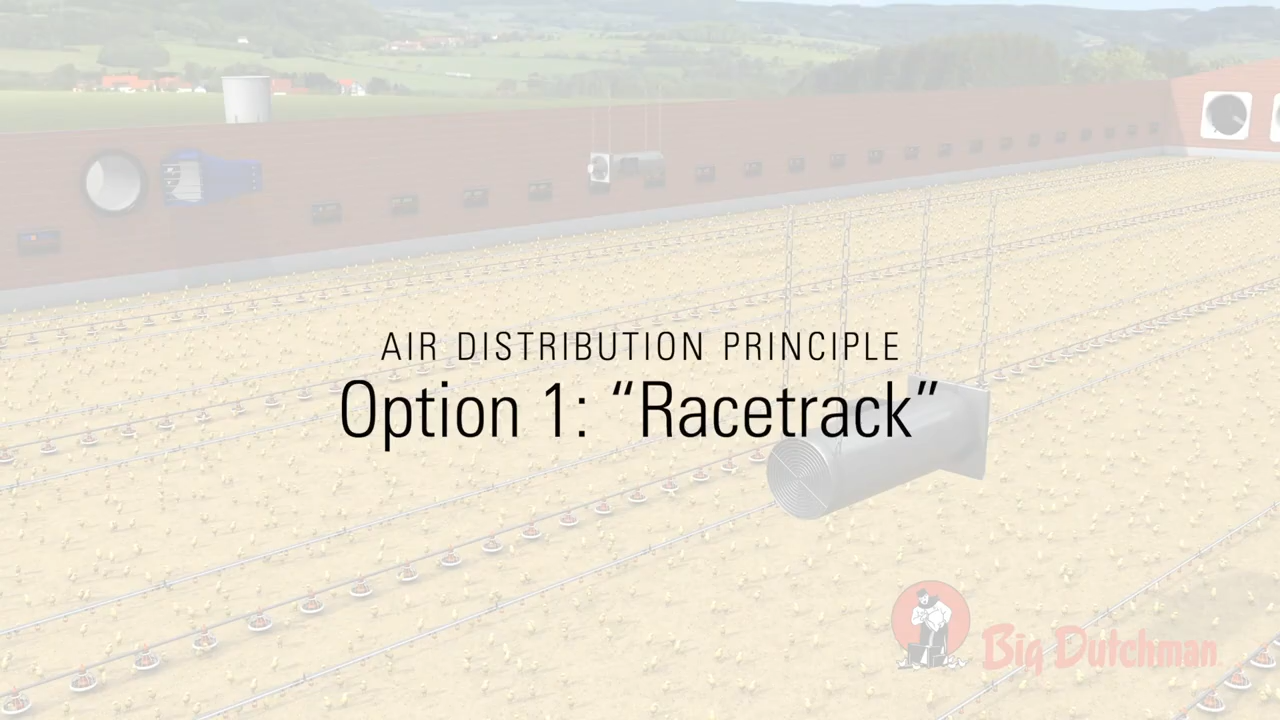 AIR DISTRIBUTION PRINCIPLE
Option 1: “Racetrack”
Big Dutchman